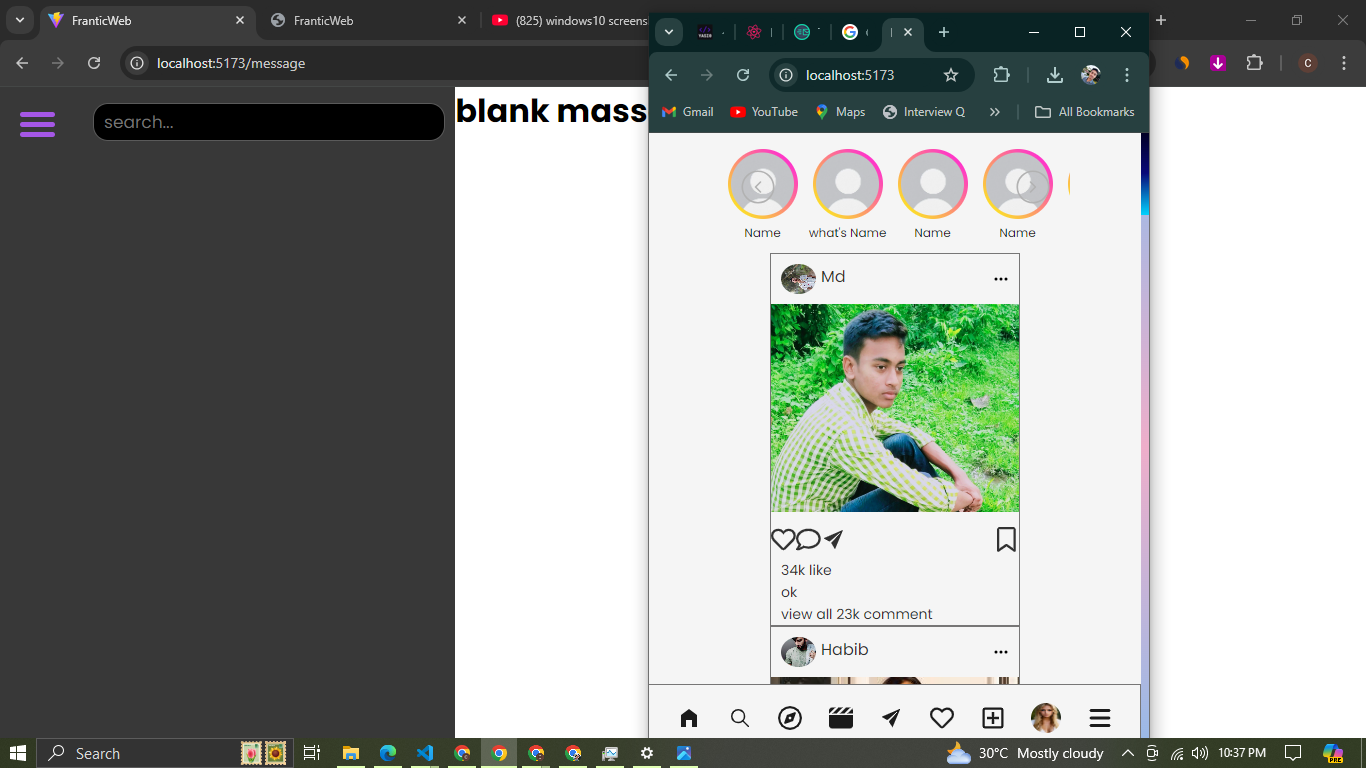 FranticWeb
FranticWeb
(825) windows10 screens
localhost:5173/message
C
search...
blank mass
localhost:5173
Gmail
YouTube
Maps
Interview Q
All Bookmarks
Name
what's Name
Name
Name
Md
34k like
ok
view all 23k comment
Habib
Search
30°C Mostly cloudy
10:37 PM
PRE